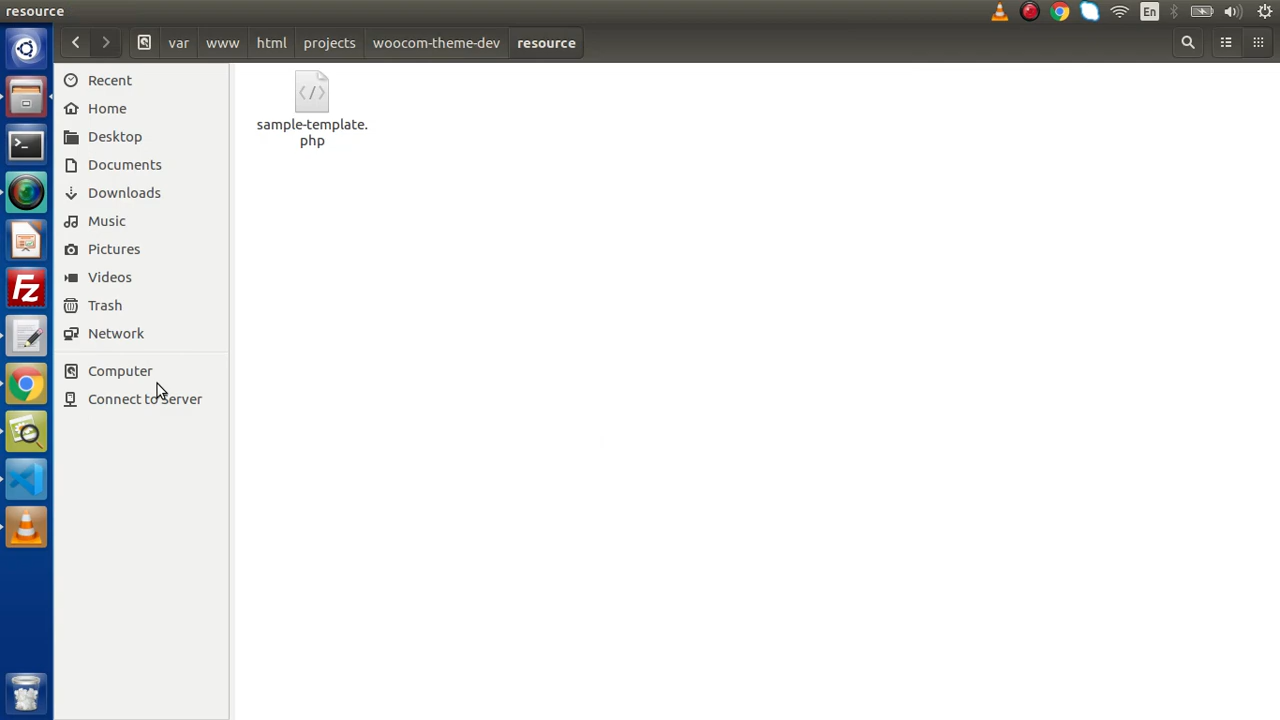 resource
En
var
www
html
projects
woocom-theme-dev
resource
Recent
Home
Desktop
Documents
Downloads
Music
Pictures
Videos
Trash
Network
Computer
Connect to Server
sample-template.
php
Fz